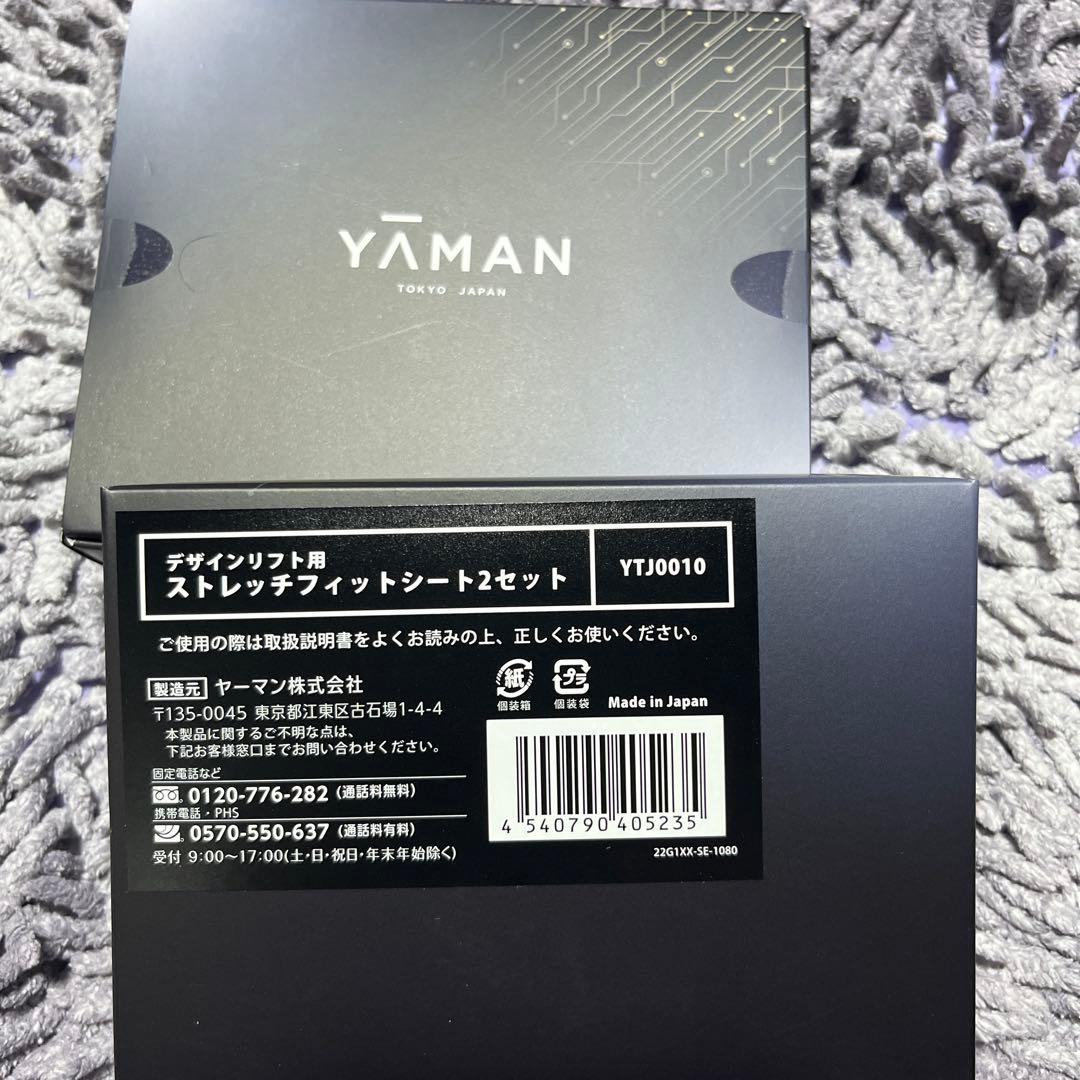 YĀMAN
TOKYO JAPAN
デザインリフト用
ストレッチフィットシート2セット
YTJ0010
ご使用の際は取扱説明書をよくお読みの上、正しくお使いください。
製造元 ヤーマン株式会社
〒135-0045 東京都江東区古石場1-4-4
本製品に関するご不明な点は、
下記お客様窓口までお問い合わせください。
固定電話など
0120-776-282 (通話料無料)
携帯電話・PHS
0570-550-637 (通話料有料)
受付 9:00〜17:00(土・日・祝日・年末年始除く)
紙
個装箱
プラ
個装袋
Made in Japan
4 540790 405235
22G1XX-SE-1080